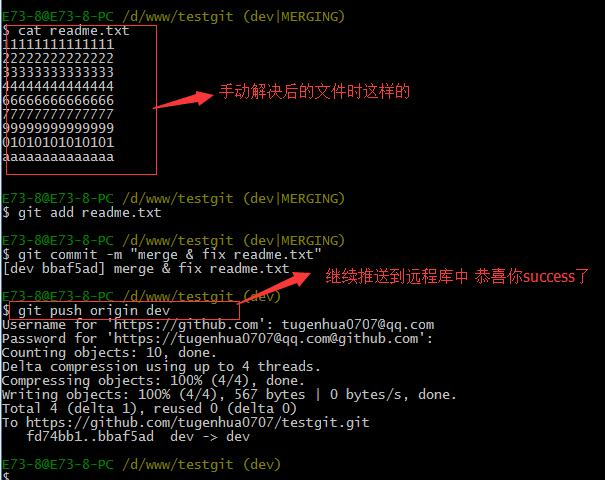 E73-8@E73-8-PC /d/www/testgit (dev|MERGING)
$ cat readme.txt
11111111111111
22222222222222
33333333333333
44444444444444
66666666666666
77777777777777
99999999999999
01010101010101
aaaaaaaaaaaaaa
手动解决后的文件时这样的
E73-8@E73-8-PC /d/www/testgit (dev|MERGING)
$ git add readme.txt
E73-8@E73-8-PC /d/www/testgit (dev|MERGING)
$ git commit -m "merge & fix readme.txt"
[dev bbaf5ad] merge & fix readme.txt
继续推送到远程库中 恭喜你success了
E73-8@E73-8-PC /d/www/testgit (dev)
$ git push origin dev
Username for 'https://github.com': tugenhua0707@qq.com
Password for 'https://tugenhua0707@qq.com@github.com':
Counting objects: 10, done.
Delta compression using up to 4 threads.
Compressing objects: 100% (4/4), done.
Writing objects: 100% (4/4), 567 bytes | 0 bytes/s, done.
Total 4 (delta 1), reused 0 (delta 0)
To https://github.com/tugenhua0707/testgit.git
fd74bb1..bbaf5ad  dev -> dev
E73-8@E73-8-PC /d/www/testgit (dev)
$